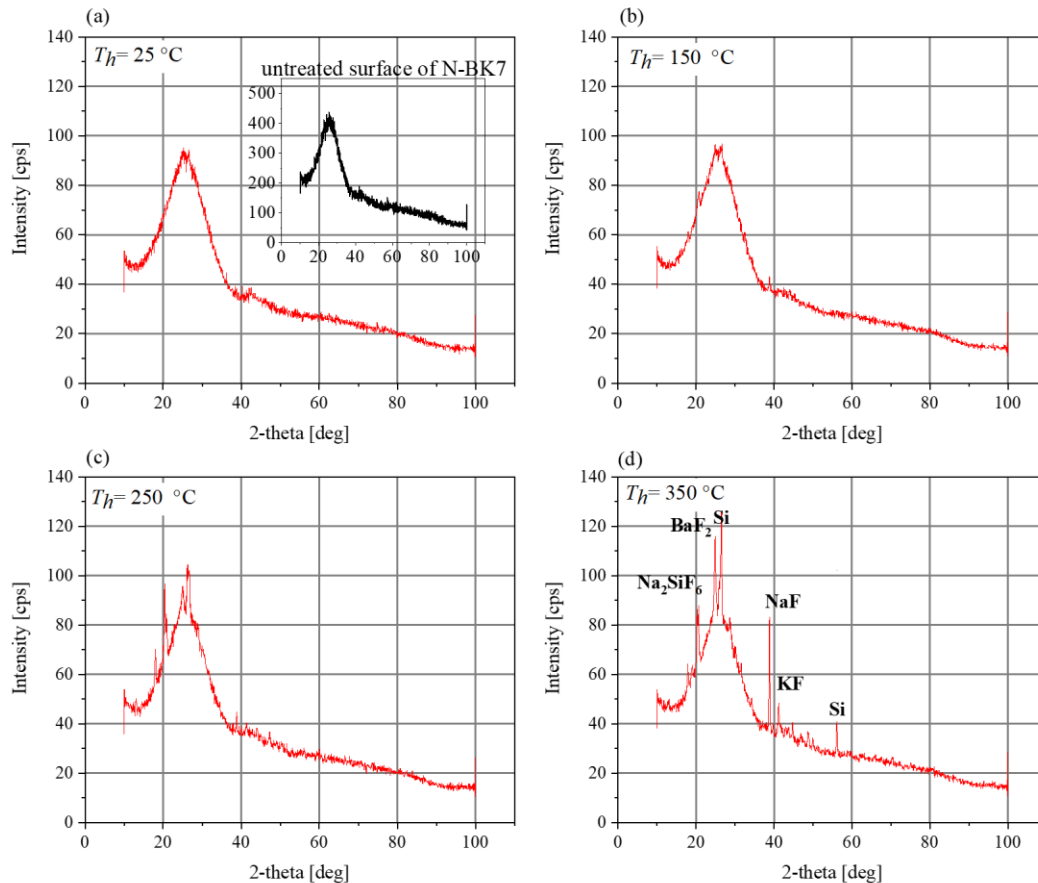 (a)
T_h= 25 °C
untreated surface of N-BK7
500
400
300
200
100
0
0 20 40 60 80 100
140
120
100
80
60
40
20
0
Intensity [cps]
0 20 40 60 80 100
2-theta [deg]
(b)
T_h= 150 °C
140
120
100
80
60
40
20
0
Intensity [cps]
0 20 40 60 80 100
2-theta [deg]
(c)
T_h= 250 °C
140
120
100
80
60
40
20
0
Intensity [cps]
0 20 40 60 80 100
2-theta [deg]
(d)
T_h= 350 °C
BaF₂ Si
Na₂SiF₆
NaF
KF
Si
140
120
100
80
60
40
20
0
Intensity [cps]
0 20 40 60 80 100
2-theta [deg]